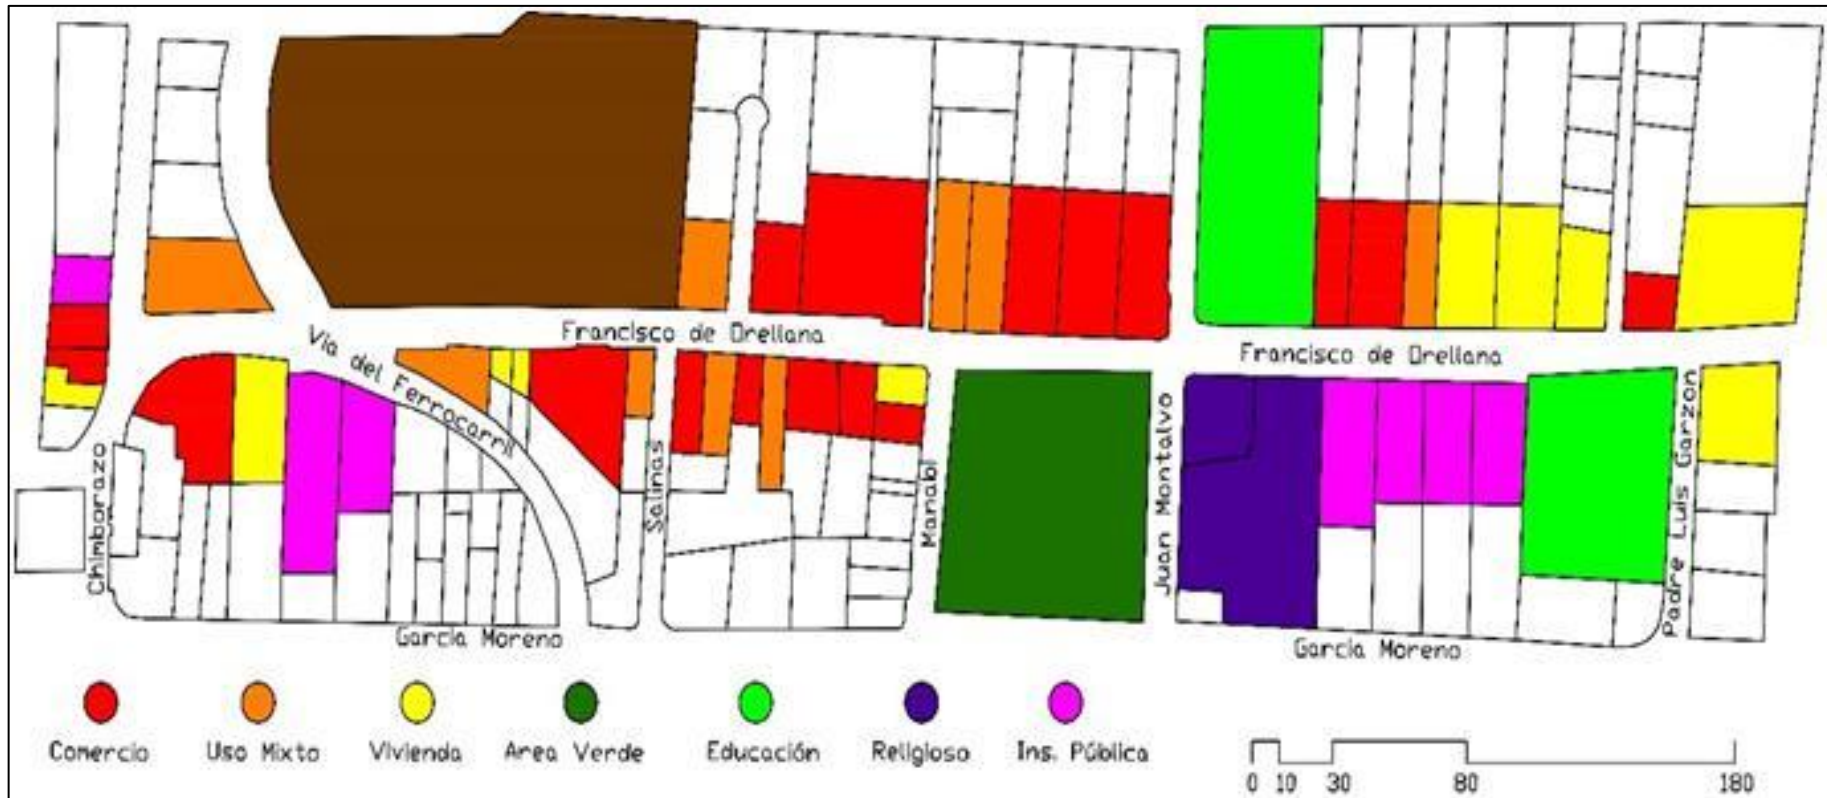 Francisco de Orellana
Francisco de Orellana
Vía del Ferrocarril
Chimborazo
Salinas
Manabí
Juan Montalvo
Padre Luis Garzon
García Moreno
García Moreno
Comercio
Uso Mixto
Vivienda
Area Verde
Educación
Religioso
Ins. Pública
0 10 30 80 180